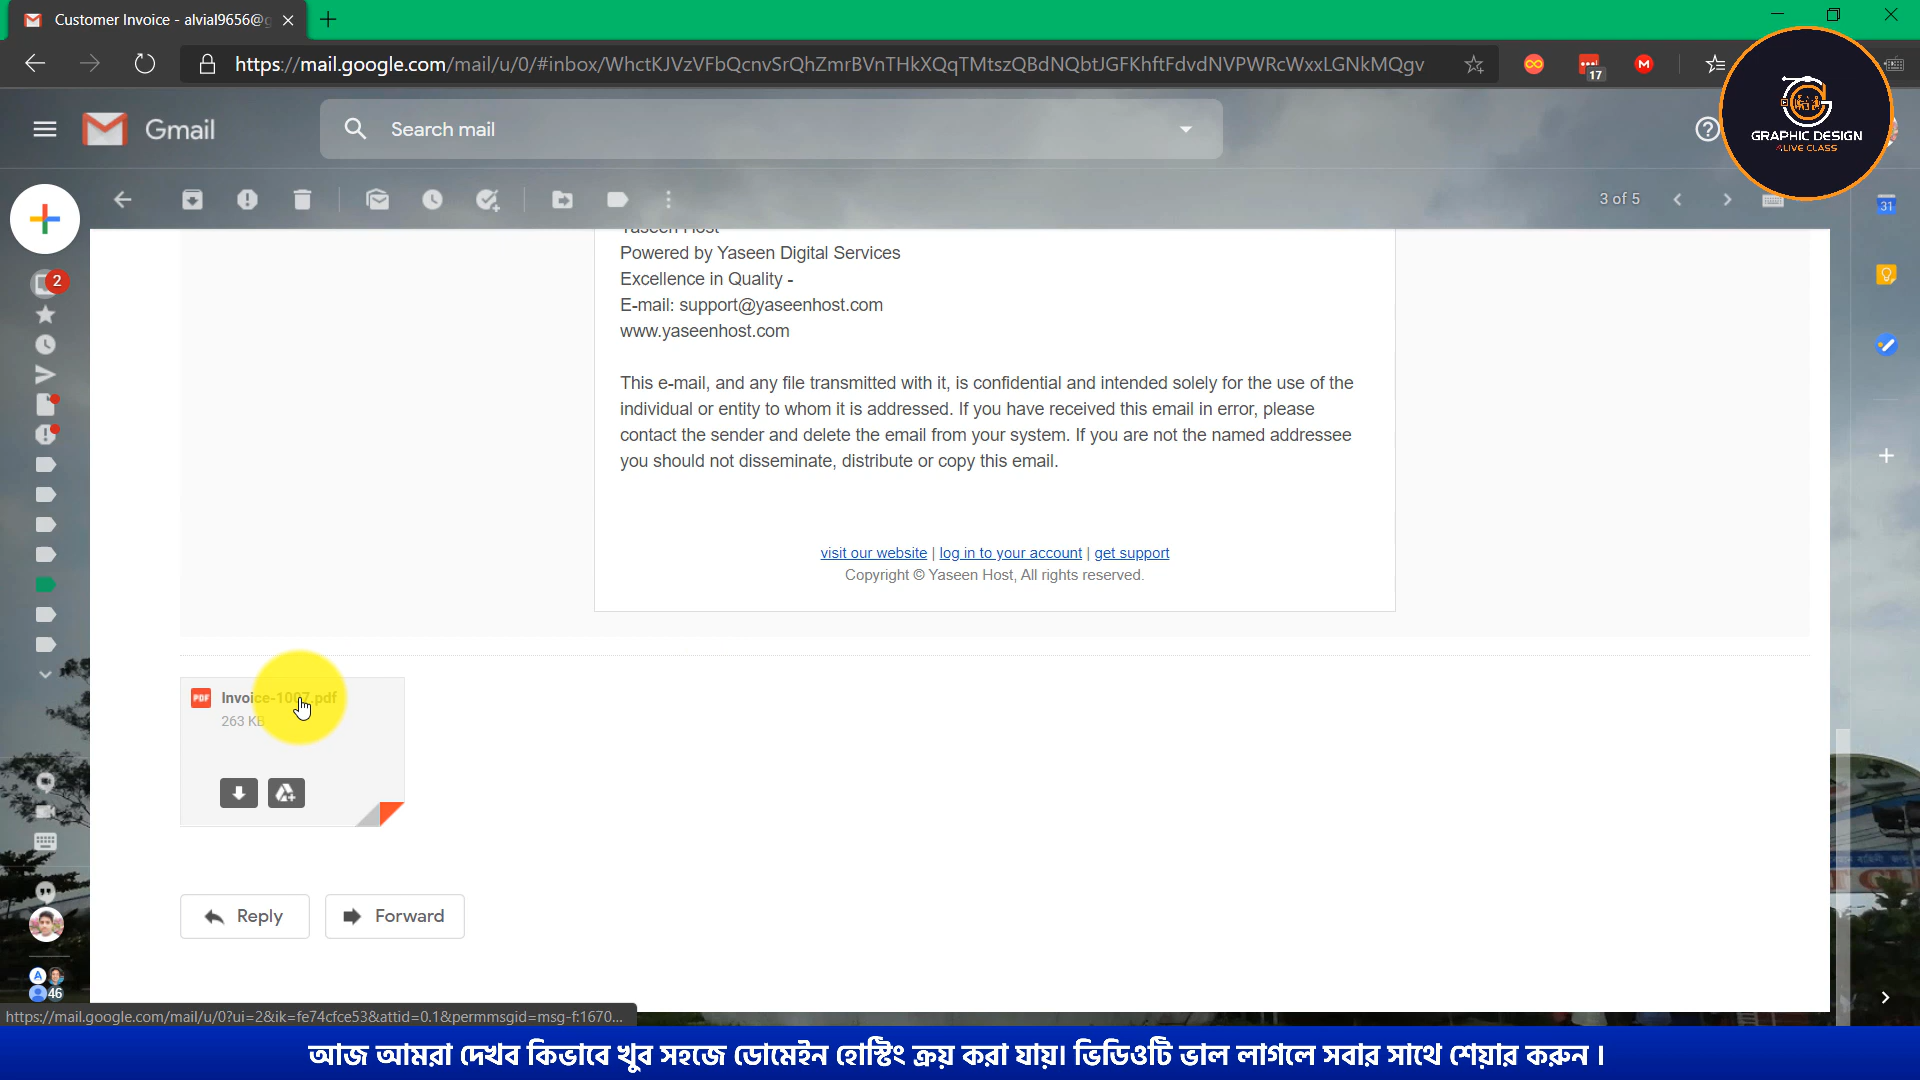 Customer Invoice - alvial9656@g
https://mail.google.com/mail/u/0/#inbox/WhctKJVzVFbQcnvSrQhZmrBVnTHkXQqTMtszQBdNQbtJGFKhftFdvdNVPWRcWxxLGNkMQgv
17
M
GRAPHIC DESIGN
LIVE CLASS
Gmail
Search mail
3 of 5
31
2
Yaseen Host
Powered by Yaseen Digital Services
Excellence in Quality -
E-mail: support@yaseenhost.com
www.yaseenhost.com
This e-mail, and any file transmitted with it, is confidential and intended solely for the use of the
individual or entity to whom it is addressed. If you have received this email in error, please
contact the sender and delete the email from your system. If you are not the named addressee
you should not disseminate, distribute or copy this email.
visit our website | log in to your account | get support
Copyright © Yaseen Host, All rights reserved.
PDF Invoice-1007.pdf
263 KB
Reply Forward
A
46
https://mail.google.com/mail/u/0?ui=2&ik=fe74cfce53&attid=0.1&permmsgid=msg-f:1670...
আজ আমরা দেখব কিভাবে খুব সহজে ডোমেইন হোস্টিং ক্রয় করা যায়। ভিডিওটি ভাল লাগলে সবার সাথে শেয়ার করুন ।